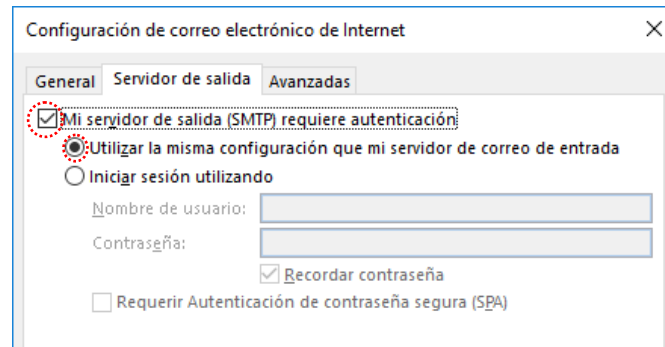 Configuración de correo electrónico de Internet
General Servidor de salida Avanzadas
Mi servidor de salida (SMTP) requiere autenticación
Utilizar la misma configuración que mi servidor de correo de entrada
Iniciar sesión utilizando
Nombre de usuario:
Contraseña:
Recordar contraseña
Requerir Autenticación de contraseña segura (SPA)